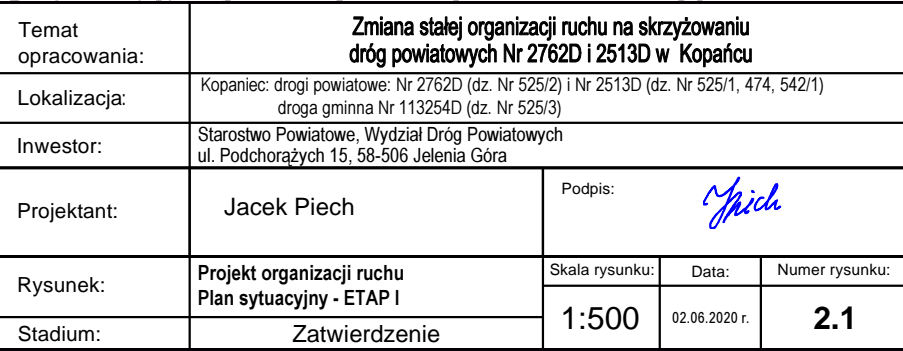 Temat
opracowania:
Zmiana stałej organizacji ruchu na skrzyżowaniu
dróg powiatowych Nr 2762D i 2513D w Kopańcu
Lokalizacja:
Kopaniec: drogi powiatowe: Nr 2762D (dz. Nr 525/2) i Nr 2513D (dz. Nr 525/1, 474, 542/1)
droga gminna Nr 113254D (dz. Nr 525/3)
Inwestor:
Starostwo Powiatowe, Wydział Dróg Powiatowych
ul. Podchorążych 15, 58-506 Jelenia Góra
Projektant:
Jacek Piech
Podpis:
Rysunek:
Projekt organizacji ruchu
Plan sytuacyjny - ETAP I
Skala rysunku:
Data:
Numer rysunku:
1:500
02.06.2020 r.
2.1
Stadium:
Zatwierdzenie